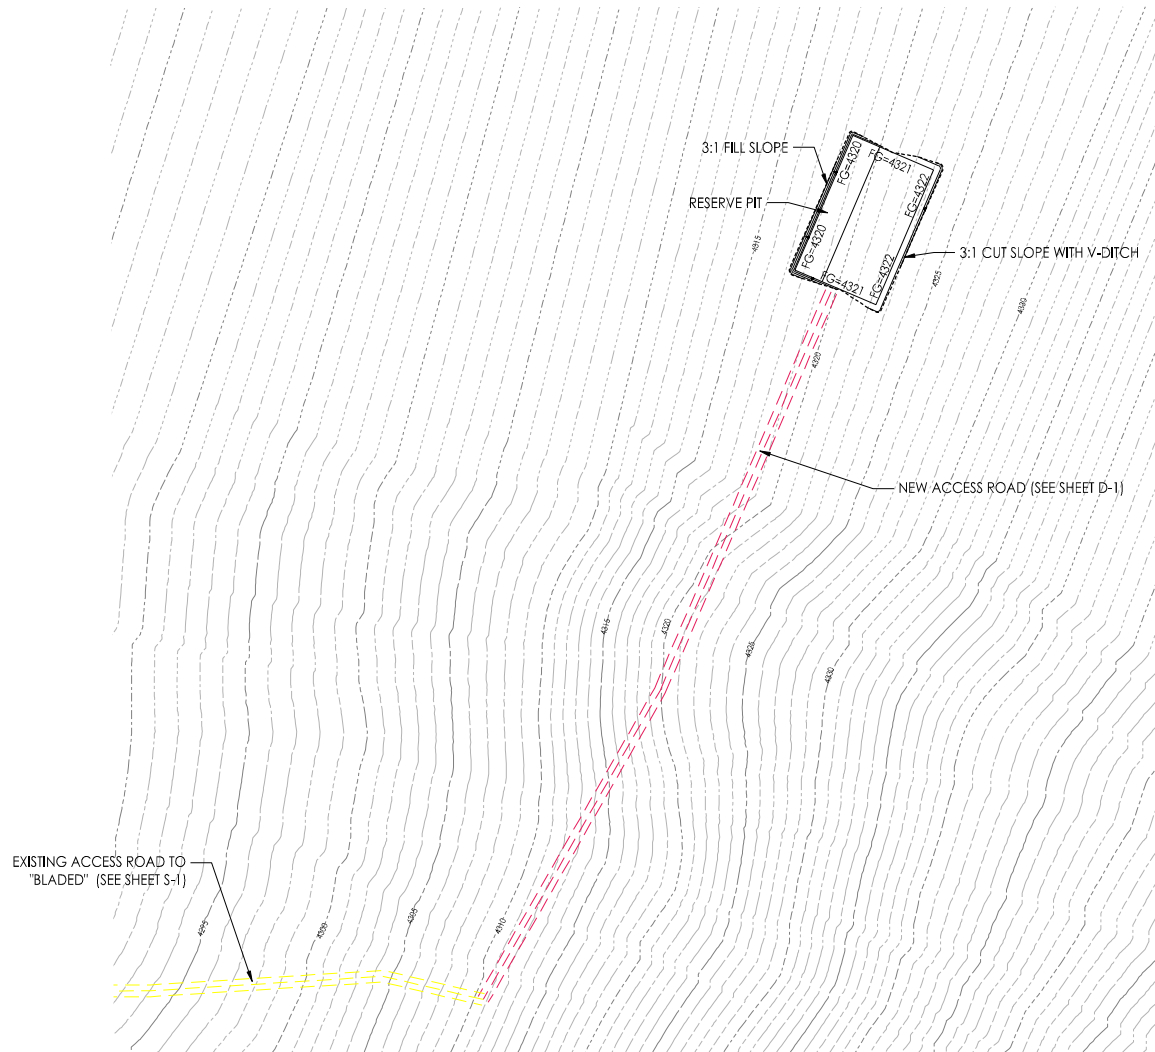 3:1 FILL SLOPE
FG=4320
FG=4321
FG=4322
RESERVE PIT
FG=4320
FG=4321
FG=4322
3:1 CUT SLOPE WITH V-DITCH
4315
4325
4330
4320
NEW ACCESS ROAD (SEE SHEET D-1)
4315
4320
4325
4330
EXISTING ACCESS ROAD TO
"BLADED" (SEE SHEET S-1)
4295
4300
4305
4310